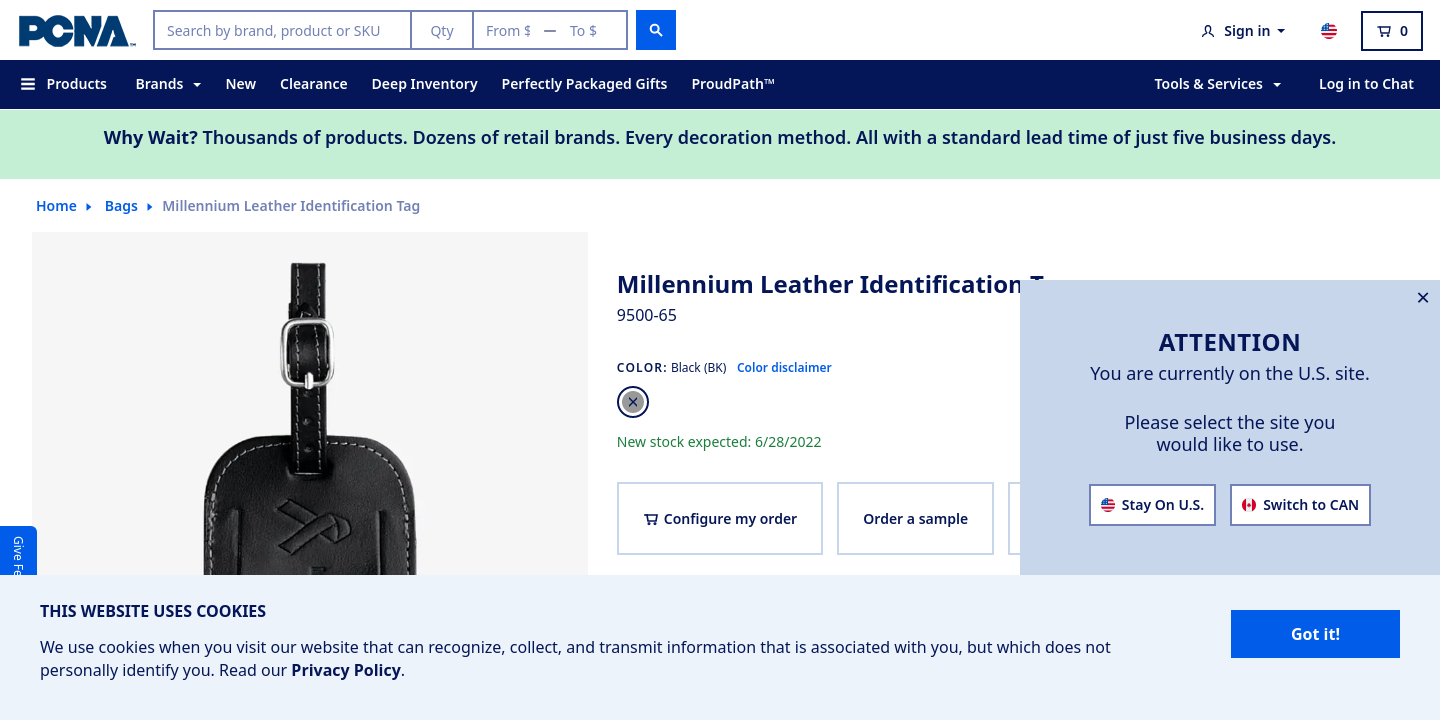 PCNA
Search by brand, product or SKU
Qty
From $ — To $
Sign in
0
Products
Brands
New
Clearance
Deep Inventory
Perfectly Packaged Gifts
ProudPath™
Tools & Services
Log in to Chat
Why Wait? Thousands of products. Dozens of retail brands. Every decoration method. All with a standard lead time of just five business days.
Home
Bags
Millennium Leather Identification Tag
Millennium Leather Identification
9500-65
COLOR: Black (BK) Color disclaimer
New stock expected: 6/28/2022
Configure my order
Order a sample
×
ATTENTION
You are currently on the U.S. site.
Please select the site you
would like to use.
Stay On U.S.
Switch to CAN
Give
THIS WEBSITE USES COOKIES
We use cookies when you visit our website that can recognize, collect, and transmit information that is associated with you, but which does not
personally identify you. Read our Privacy Policy.
Got it!